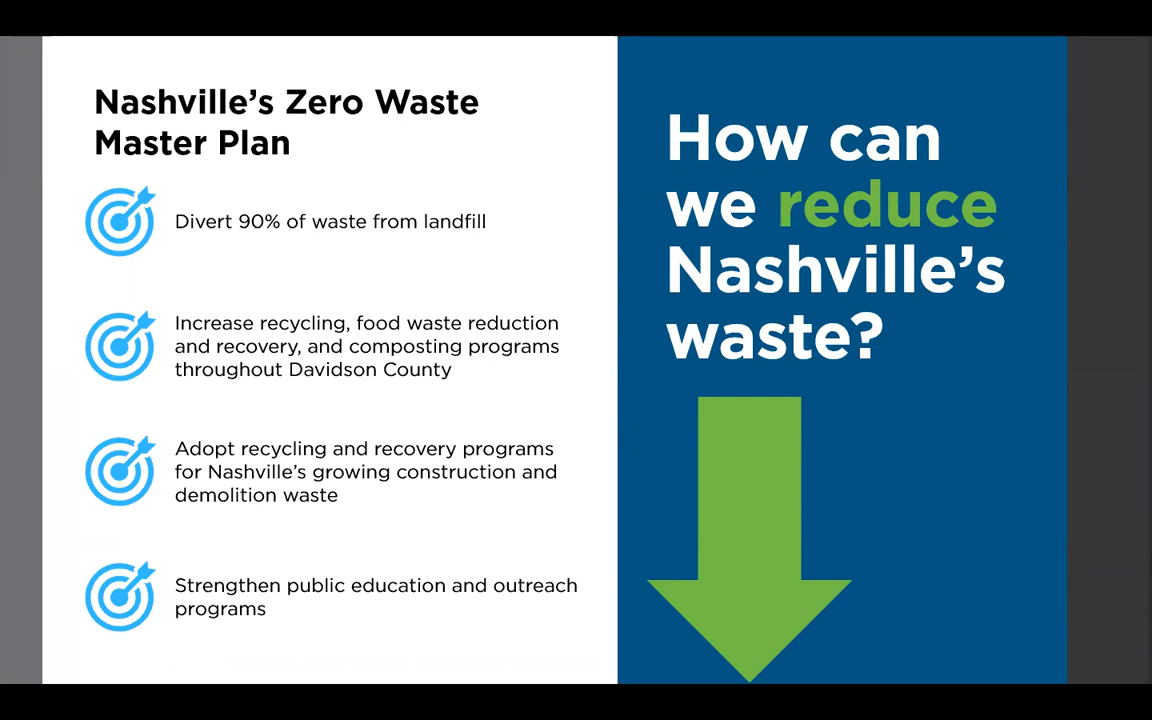 Nashville’s Zero Waste
Master Plan
Divert 90% of waste from landfill
Increase recycling, food waste reduction
and recovery, and composting programs
throughout Davidson County
Adopt recycling and recovery programs
for Nashville’s growing construction and
demolition waste
Strengthen public education and outreach
programs
How can
we reduce
Nashville’s
waste?